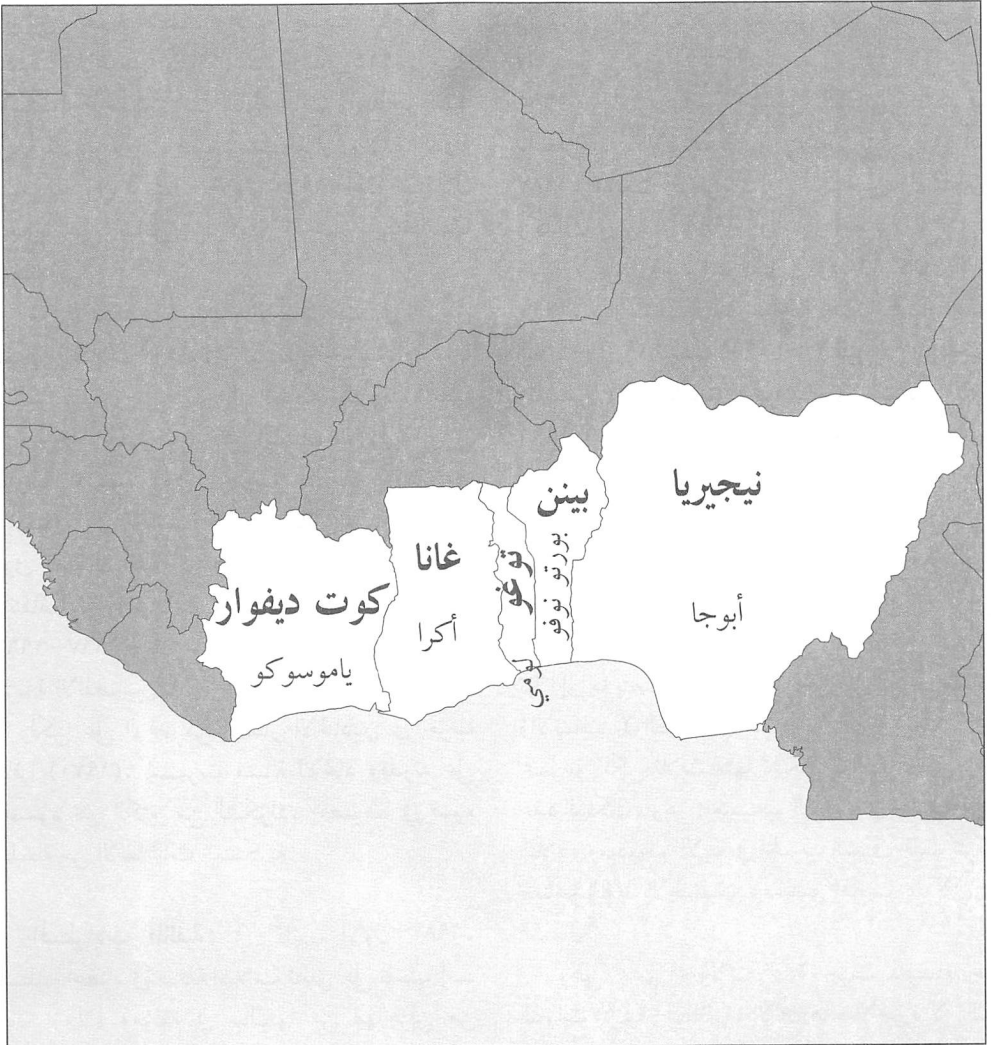 نيجيريا
أبوجا
بينن
بورتو نوفو
توغو
لومي
غانا
أكرا
كوت ديفوار
ياموسوكو